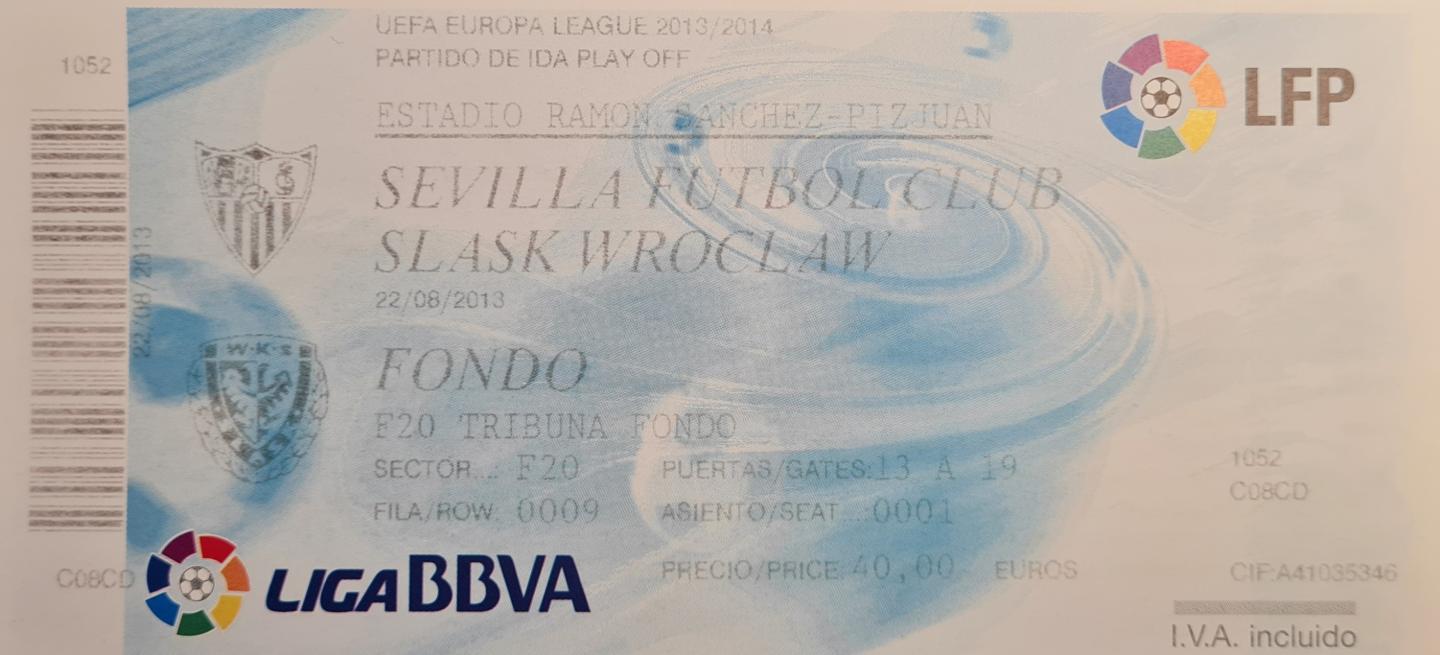 1052
22/08/2013
C08CD
UEFA EUROPA LEAGUE 2013/2014
PARTIDO DE IDA PLAY OFF
ESTADIO RAMON SANCHEZ-PIZJUAN
SEVILLA FUTBOL CLUB
SLASK WROCLAW
22/08/2013
W·K·S
FONDO
F20 TRIBUNA FONDO
SECTOR...: F20 PUERTAS/GATES:13 A 19
FILA/ROW: 0009 ASIENTO/SEAT...:0001
PRECIO/PRICE:40,00 EUROS
LIGA BBVA
LFP
1052
C08CD
CIF:A41035346
I.V.A. incluido